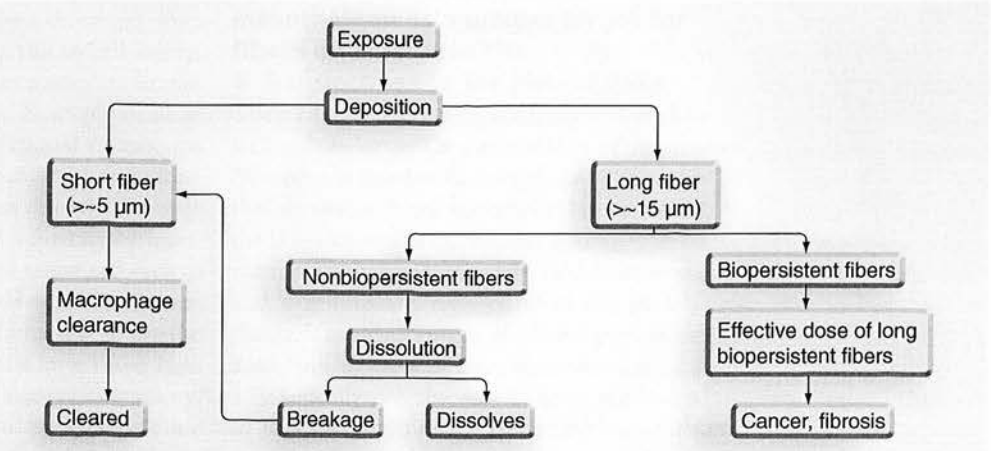 Exposure
Deposition
Short fiber
(>~5 µm)
Long fiber
(>~15 µm)
Nonbiopersistent fibers
Biopersistent fibers
Macrophage
clearance
Dissolution
Effective dose of long
biopersistent fibers
Cleared
Breakage
Dissolves
Cancer, fibrosis